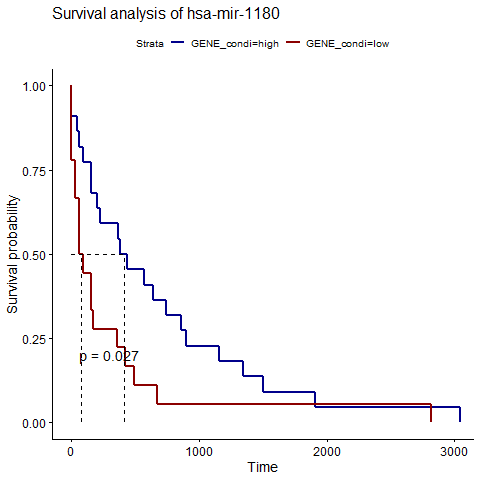 Survival analysis of hsa-mir-1180
Strata GENE_condi=high GENE_condi=low
Survival probability
1.00
0.75
0.50
0.25
0.00
p = 0.027
0 1000 2000 3000
Time